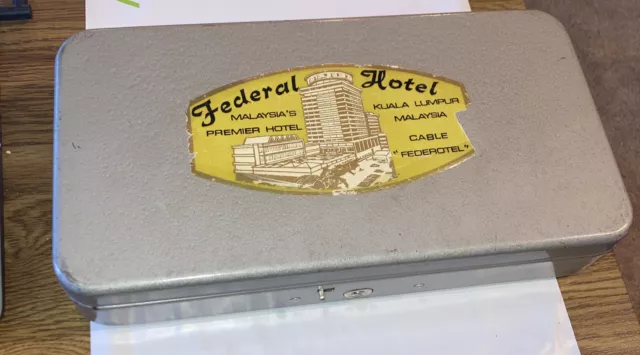 Federal Hotel
MALAYSIA'S
PREMIER HOTEL
KUALA LUMPUR
MALAYSIA
CABLE
"FEDEROTEL"